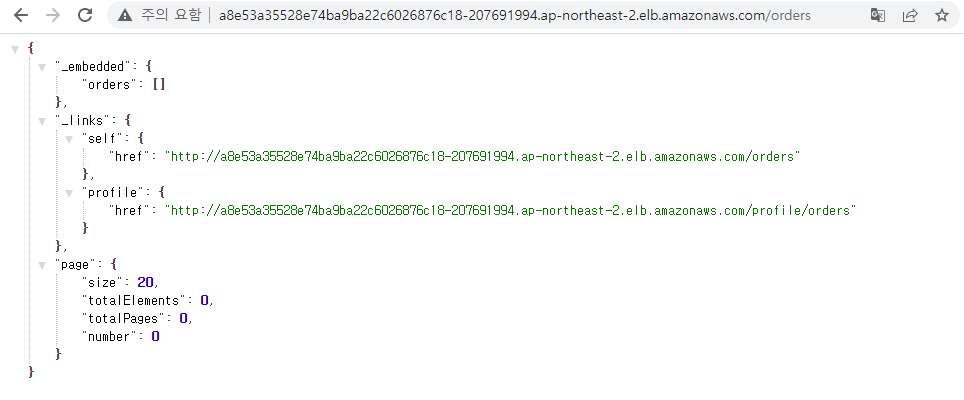 주의 요함 | a8e53a35528e74ba9ba22c6026876c18-207691994.ap-northeast-2.elb.amazonaws.com/orders
{
"_embedded": {
"orders": []
},
"_links": {
"self": {
"href": "http://a8e53a35528e74ba9ba22c6026876c18-207691994.ap-northeast-2.elb.amazonaws.com/orders"
},
"profile": {
"href": "http://a8e53a35528e74ba9ba22c6026876c18-207691994.ap-northeast-2.elb.amazonaws.com/profile/orders"
}
},
"page": {
"size": 20,
"totalElements": 0,
"totalPages": 0,
"number": 0
}
}